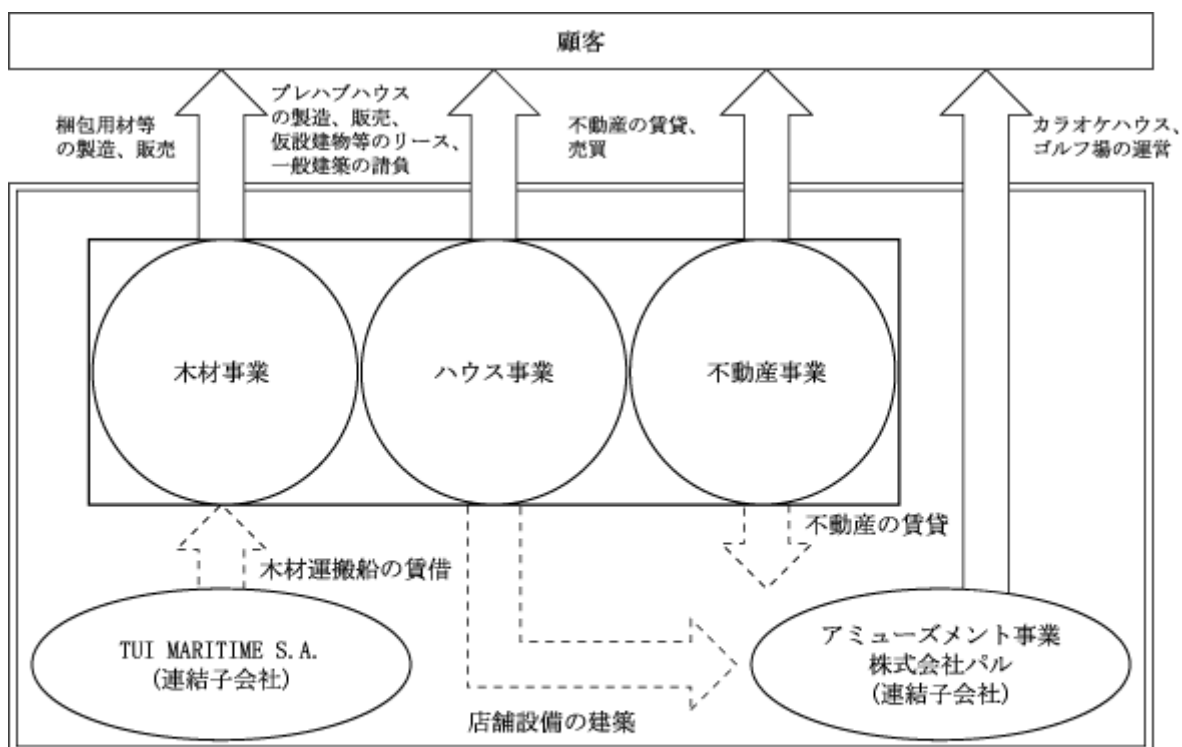 顧客
梱包用材等
の製造、販売
プレハブハウス
の製造、販売、
仮設建物等のリース、
一般建築の請負
不動産の賃貸、
売買
カラオケハウス、
ゴルフ場の運営
木材事業
ハウス事業
不動産事業
木材運搬船の賃借
不動産の賃貸
TUI MARITIME S.A.
(連結子会社)
店舗設備の建築
アミューズメント事業
株式会社パル
(連結子会社)